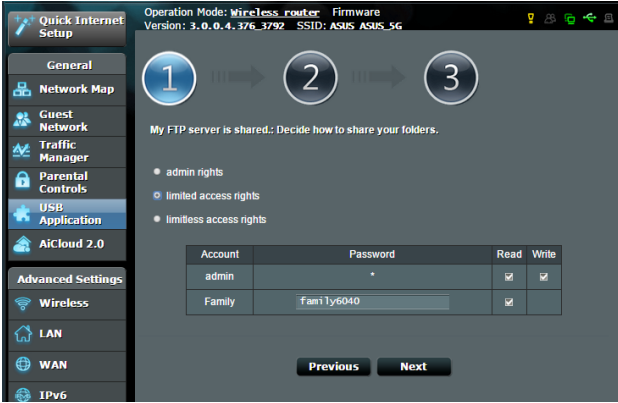 Quick Internet
Setup
General
Network Map
Guest
Network
Traffic
Manager
Parental
Controls
USB
Application
AiCloud 2.0
Advanced Settings
Wireless
LAN
WAN
IPv6
Operation Mode: Wireless router Firmware
Version: 3.0.0.4.376_3792 SSID: ASUS ASUS_5G
1 2 3
My FTP server is shared.: Decide how to share your folders.
admin rights
limited access rights
limitless access rights
Account Password Read Write
admin *
Family family6040
Previous Next